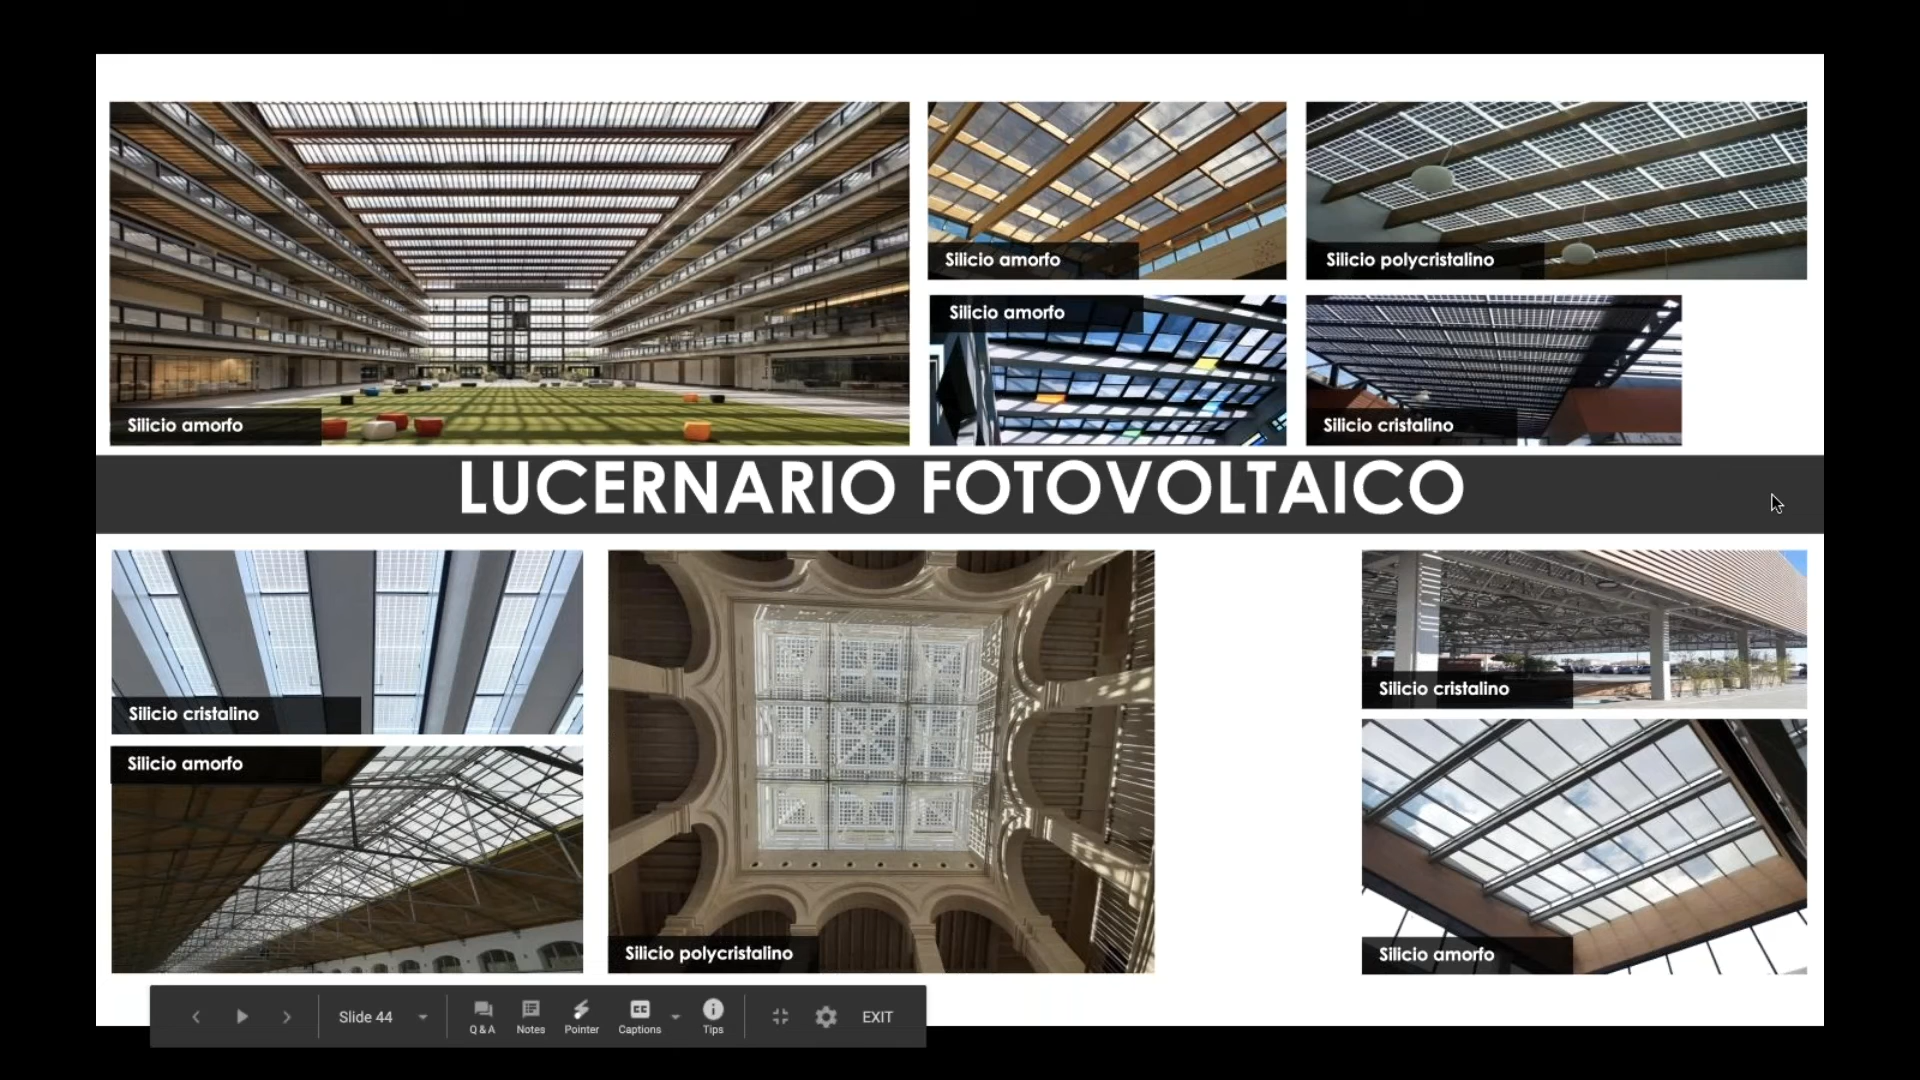 Silicio amorfo
Silicio amorfo
Silicio polycristalino
Silicio amorfo
Silicio cristalino
LUCERNARIO FOTOVOLTAICO
Silicio cristalino
Silicio amorfo
Silicio polycristalino
Silicio cristalino
Silicio amorfo
Slide 44
Q & A
Notes
Pointer
CC
Captions
Tips
EXIT